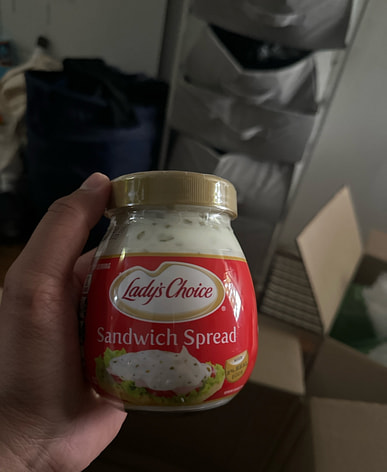 Lady's Choice
®
Sandwich Spread